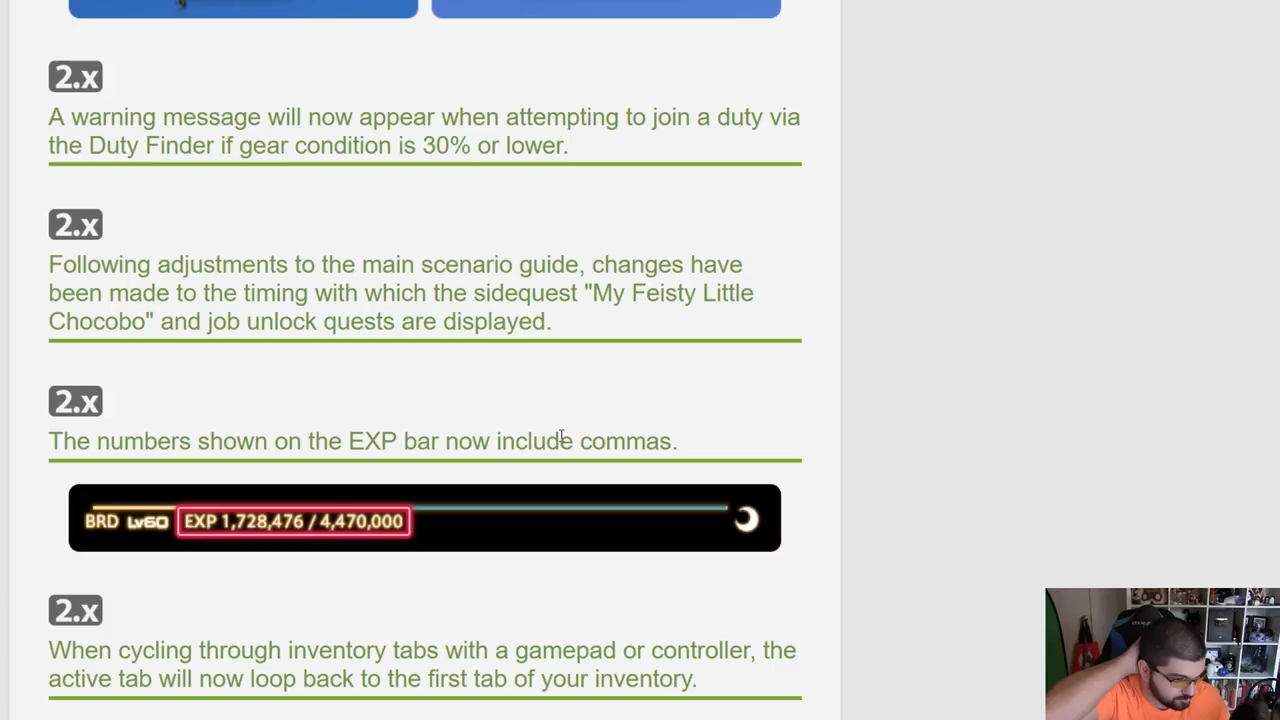 2.x
A warning message will now appear when attempting to join a duty via
the Duty Finder if gear condition is 30% or lower.
2.x
Following adjustments to the main scenario guide, changes have
been made to the timing with which the sidequest "My Feisty Little
Chocobo" and job unlock quests are displayed.
2.x
The numbers shown on the EXP bar now include commas.
BRD Lv60 EXP 1,728,476 / 4,470,000
2.x
When cycling through inventory tabs with a gamepad or controller, the
active tab will now loop back to the first tab of your inventory.